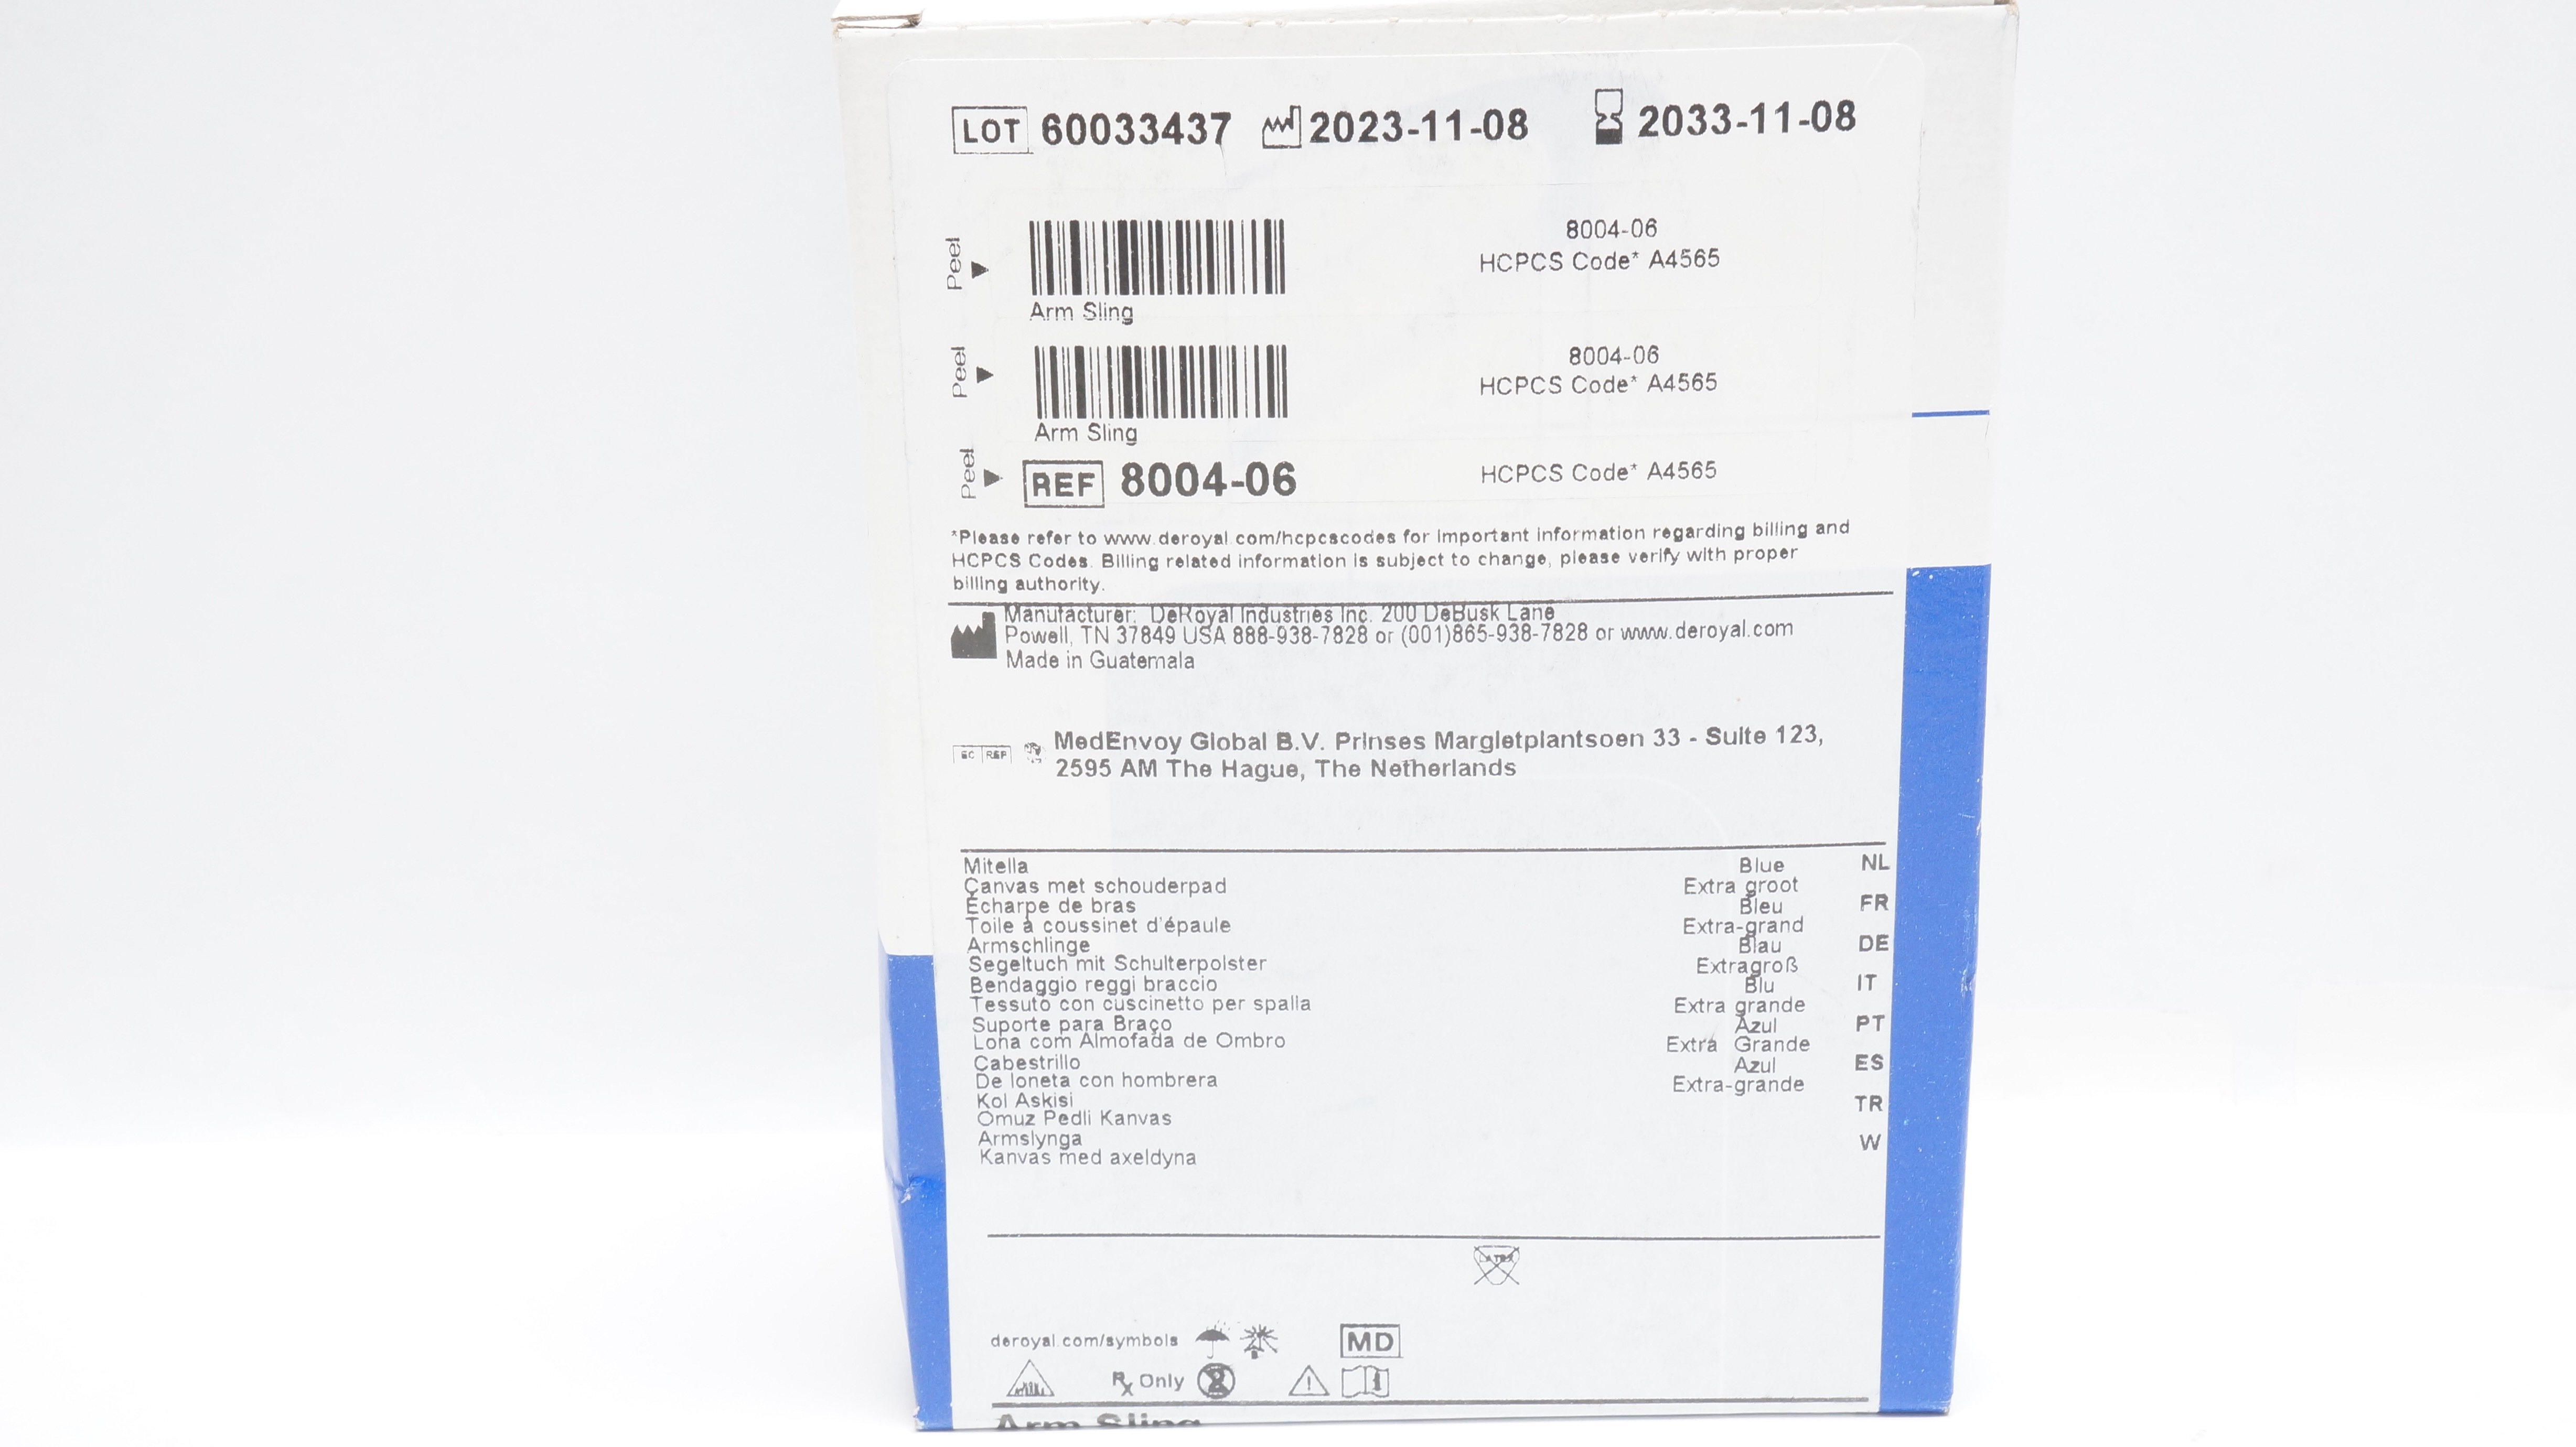 LOT 60033437 2023-11-08 2033-11-08
Peel
8004-06
HCPCS Code* A4565
Arm Sling
Peel
8004-06
HCPCS Code* A4565
Arm Sling
Peel REF 8004-06 HCPCS Code* A4565
*Please refer to www.deroyal.com/hcpcscodes for important information regarding billing and
HCPCS Codes. Billing related information is subject to change, please verify with proper
billing authority.
Manufacturer: DeRoyal Industries Inc. 200 DeBusk Lane
Powell, TN 37849 USA 888-938-7828 or (001)865-938-7828 or www.deroyal.com
Made in Guatemala
EC REP MedEnvoy Global B.V. Prinses Margietplantsoen 33 - Suite 123,
2595 AM The Hague, The Netherlands
Mitella Blue NL
Canvas met schouderpad Extra groot
Écharpe de bras Bleu FR
Toile à coussinet d'épaule Extra-grand
Armschlinge Blau DE
Segeltuch mit Schulterpolster Extragroß
Bendaggio reggi braccio Blu IT
Tessuto con cuscinetto per spalla Extra grande
Suporte para Braço Azul PT
Lona com Almofada de Ombro Extra Grande
Cabestrillo Azul ES
De loneta con hombrera Extra-grande
Kol Askisi TR
Omuz Pedli Kanvas
Armslynga W
Kanvas med axeldyna
LATEX
deroyal.com/symbols MD
Rx Only
Arm Sling